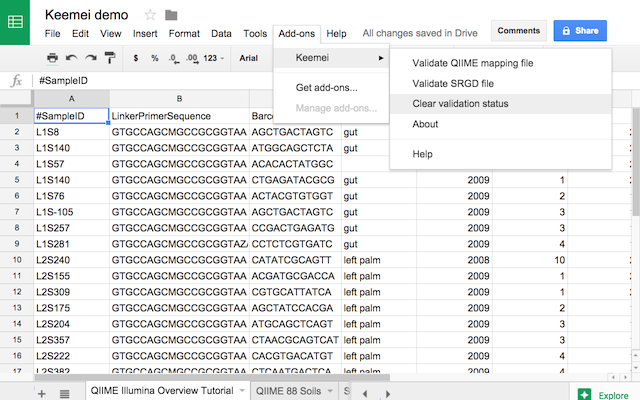 Keemei demo
File Edit View Insert Format Data Tools Add-ons Help All changes saved in Drive Comments Share
$ % .0 .00 123 Arial
Keemei
Get add-ons...
Manage add-ons...
Validate QIIME mapping file
Validate SRGD file
Clear validation status
About
Help
fx #SampleID
A B
1 #SampleID LinkerPrimerSequence Barco
2 L1S8 GTGCCAGCMGCCGCGGTAA AGCTGACTAGTC gut
3 L1S140 GTGCCAGCMGCCGCGGTAA ATGGCAGCTCTA gut
4 L1S57 GTGCCAGCMGCCGCGGTAA ACACACTATGGC
5 L1S140 GTGCCAGCMGCCGCGGTAA CTGAGATACGCG gut 2009 1
6 L1S76 GTGCCAGCMGCCGCGGTAA ACTACGTGTGGT gut 2009 2
7 L1S-105 GTGCCAGCMGCCGCGGTAA AGCTGACTAGTC gut 2009 3
8 L1S257 GTGCCAGCMGCCGCGGTAA CCGACTGAGATG gut 2009 3
9 L1S281 GTGCCAGCMGCCGCGGTAZA CCTCTCGTGATC gut 2009 4
10 L2S240 GTGCCAGCMGCCGCGGTAA CATATCGCAGTT left palm 2008 10
11 L2S155 GTGCCAGCMGCCGCGGTAA ACGATGCGACCA left palm 2009 1
12 L2S309 GTGCCAGCMGCCGCGGTAA CGTGCATTATCA left palm 2009 1
13 L2S175 GTGCCAGCMGCCGCGGTAA AGCTATCCACGA left palm 2009 2
14 L2S204 GTGCCAGCMGCCGCGGTAA ATGCAGCTCAGT left palm 2009 3
15 L2S357 GTGCCAGCMGCCGCGGTAA CTAACGCAGTCAT left palm 2009 3
16 L2S222 GTGCCAGCMGCCGCGGTAA CACGTGACATGT left palm 2009 4
17 L2S382 left palm 2009 4
QIIME Illumina Overview Tutorial QIIME 88 Soils S Explore